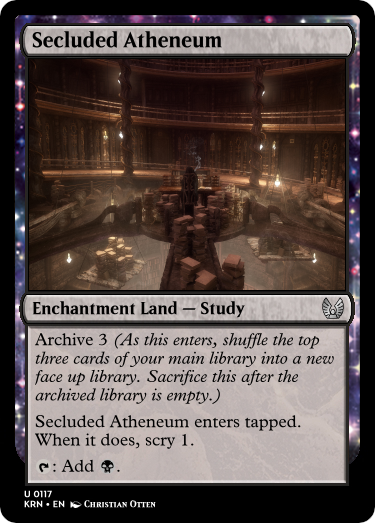 Secluded Atheneum
Enchantment Land — Study
Archive 3 (As this enters, shuffle the top
three cards of your main library into a new
face up library. Sacrifice this after the
archived library is empty.)
Secluded Atheneum enters tapped.
When it does, scry 1.
: Add .
U 0117
KRN • EN Christian Otten